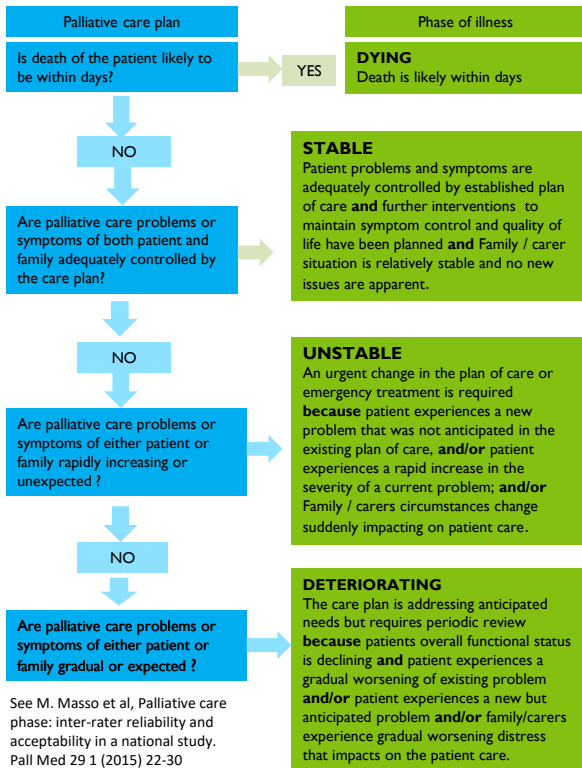 Palliative care plan
Phase of illness
Is death of the patient likely to
be within days?
YES
DYING
Death is likely within days
NO
STABLE
Patient problems and symptoms are
adequately controlled by established plan
of care and further interventions to
maintain symptom control and quality of
life have been planned and Family / carer
situation is relatively stable and no new
issues are apparent.
Are palliative care problems or
symptoms of both patient and
family adequately controlled by
the care plan?
NO
UNSTABLE
An urgent change in the plan of care or
emergency treatment is required
because patient experiences a new
problem that was not anticipated in the
existing plan of care, and/or patient
experiences a rapid increase in the
severity of a current problem; and/or
Family / carers circumstances change
suddenly impacting on patient care.
Are palliative care problems or
symptoms of either patient or
family rapidly increasing or
unexpected ?
NO
DETERIORATING
The care plan is addressing anticipated
needs but requires periodic review
because patients overall functional status
is declining and patient experiences a
gradual worsening of existing problem
and/or patient experiences a new but
anticipated problem and/or family/carers
experience gradual worsening distress
that impacts on the patient care.
Are palliative care problems or
symptoms of either patient or
family gradual or expected ?
See M. Masso et al, Palliative care
phase: inter-rater reliability and
acceptability in a national study.
Pall Med 29 1 (2015) 22-30